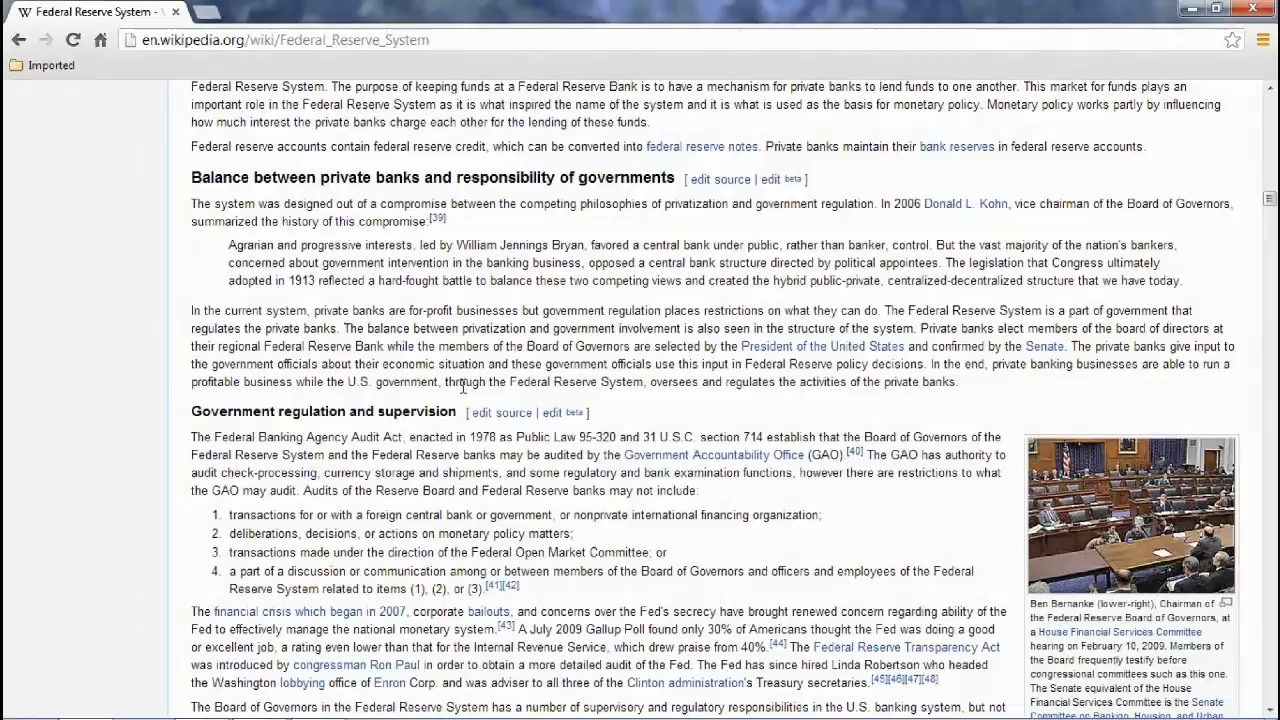 Federal Reserve System - 
en.wikipedia.org/wiki/Federal_Reserve_System
Imported
Federal Reserve System. The purpose of keeping funds at a Federal Reserve Bank is to have a mechanism for private banks to lend funds to one another. This market for funds plays an
important role in the Federal Reserve System as it is what inspired the name of the system and it is what is used as the basis for monetary policy. Monetary policy works partly by influencing
how much interest the private banks charge each other for the lending of these funds.
Federal reserve accounts contain federal reserve credit, which can be converted into federal reserve notes. Private banks maintain their bank reserves in federal reserve accounts.
Balance between private banks and responsibility of governments [ edit source | edit beta ]
The system was designed out of a compromise between the competing philosophies of privatization and government regulation. In 2006 Donald L. Kohn, vice chairman of the Board of Governors,
summarized the history of this compromise:[39]
Agrarian and progressive interests, led by William Jennings Bryan, favored a central bank under public, rather than banker, control. But the vast majority of the nation's bankers,
concerned about government intervention in the banking business, opposed a central bank structure directed by political appointees. The legislation that Congress ultimately
adopted in 1913 reflected a hard-fought battle to balance these two competing views and created the hybrid public-private, centralized-decentralized structure that we have today.
In the current system, private banks are for-profit businesses but government regulation places restrictions on what they can do. The Federal Reserve System is a part of government that
regulates the private banks. The balance between privatization and government involvement is also seen in the structure of the system. Private banks elect members of the board of directors at
their regional Federal Reserve Bank while the members of the Board of Governors are selected by the President of the United States and confirmed by the Senate. The private banks give input to
the government officials about their economic situation and these government officials use this input in Federal Reserve policy decisions. In the end, private banking businesses are able to run a
profitable business while the U.S. government, through the Federal Reserve System, oversees and regulates the activities of the private banks.
Government regulation and supervision [ edit source | edit beta ]
The Federal Banking Agency Audit Act, enacted in 1978 as Public Law 95-320 and 31 U.S.C. section 714 establish that the Board of Governors of the
Federal Reserve System and the Federal Reserve banks may be audited by the Government Accountability Office (GAO).[40] The GAO has authority to
audit check-processing, currency storage and shipments, and some regulatory and bank examination functions, however there are restrictions to what
the GAO may audit. Audits of the Reserve Board and Federal Reserve banks may not include:
1. transactions for or with a foreign central bank or government, or nonprivate international financing organization;
2. deliberations, decisions, or actions on monetary policy matters;
3. transactions made under the direction of the Federal Open Market Committee; or
4. a part of a discussion or communication among or between members of the Board of Governors and officers and employees of the Federal
Reserve System related to items (1), (2), or (3).[41][42]
The financial crisis which began in 2007, corporate bailouts, and concerns over the Fed's secrecy have brought renewed concern regarding ability of the
Fed to effectively manage the national monetary system.[43] A July 2009 Gallup Poll found only 30% of Americans thought the Fed was doing a good
or excellent job, a rating even lower than that for the Internal Revenue Service, which drew praise from 40%.[44] The Federal Reserve Transparency Act
was introduced by congressman Ron Paul in order to obtain a more detailed audit of the Fed. The Fed has since hired Linda Robertson who headed
the Washington lobbying office of Enron Corp. and was adviser to all three of the Clinton administration's Treasury secretaries.[45][46][47][48]
The Board of Governors in the Federal Reserve System has a number of supervisory and regulatory responsibilities in the U.S. banking system, but not
Ben Bernanke (lower-right), Chairman of
the Federal Reserve Board of Governors, at
a House Financial Services Committee
hearing on February 10, 2009. Members of
the Board frequently testify before
congressional committees such as this one.
The Senate equivalent of the House
Financial Services Committee is the Senate
Committee on Banking, Housing, and Urban